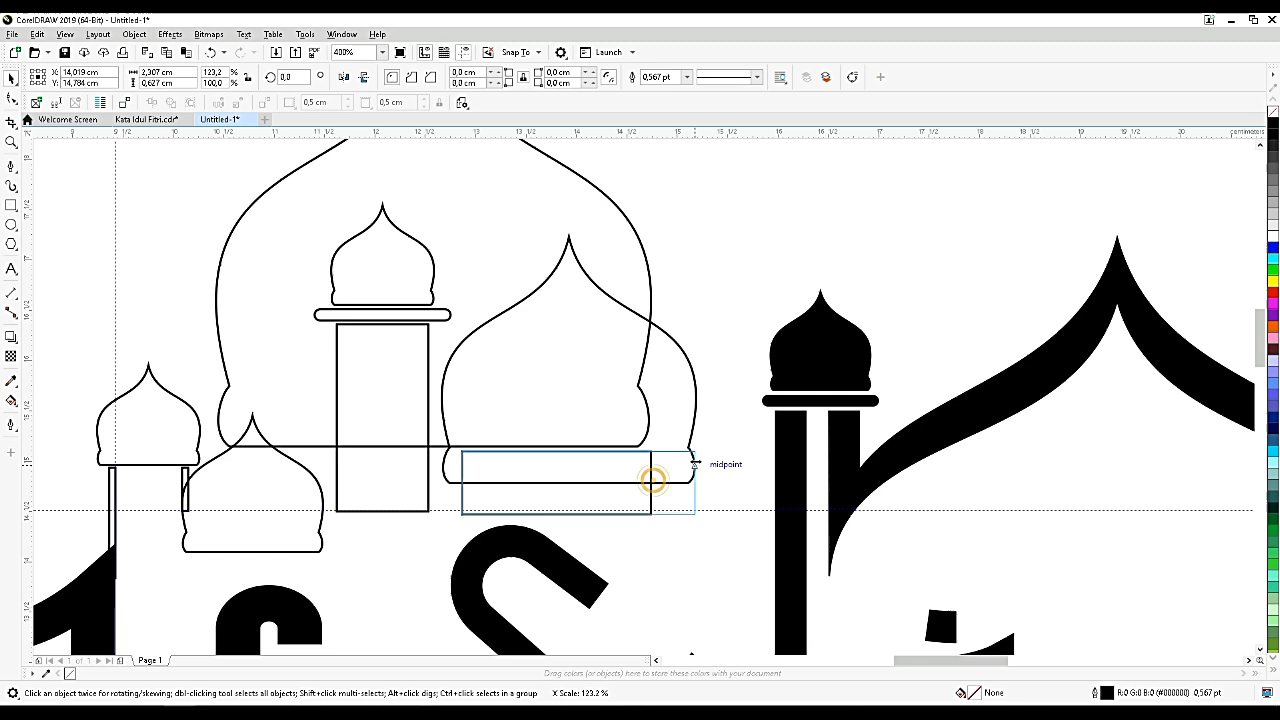 CorelDRAW 2019 (64-Bit) - Untitled-1*
File Edit View Layout Object Effects Bitmaps Text Table Tools Window Help
PDF 400% Snap To Launch
X: 14,019 cm 2,307 cm 123,2 % 0,0 ° 0,0 cm 0,0 cm 0,567 pt
Y: 14,784 cm 0,627 cm 100,0 % 0,0 cm 0,0 cm
0,5 cm 0,5 cm
Welcome Screen Kata Idul Fitri.cdr* Untitled-1*
centimeters
midpoint
1 of 1 Page 1
Drag colors (or objects) here to store these colors with your document
Click an object twice for rotating/skewing; dbl-clicking tool selects all objects; Shift+click multi-selects; Alt+click digs; Ctrl+click selects in a group X Scale: 123.2 % None R:0 G:0 B:0 (#000000) 0,567 pt